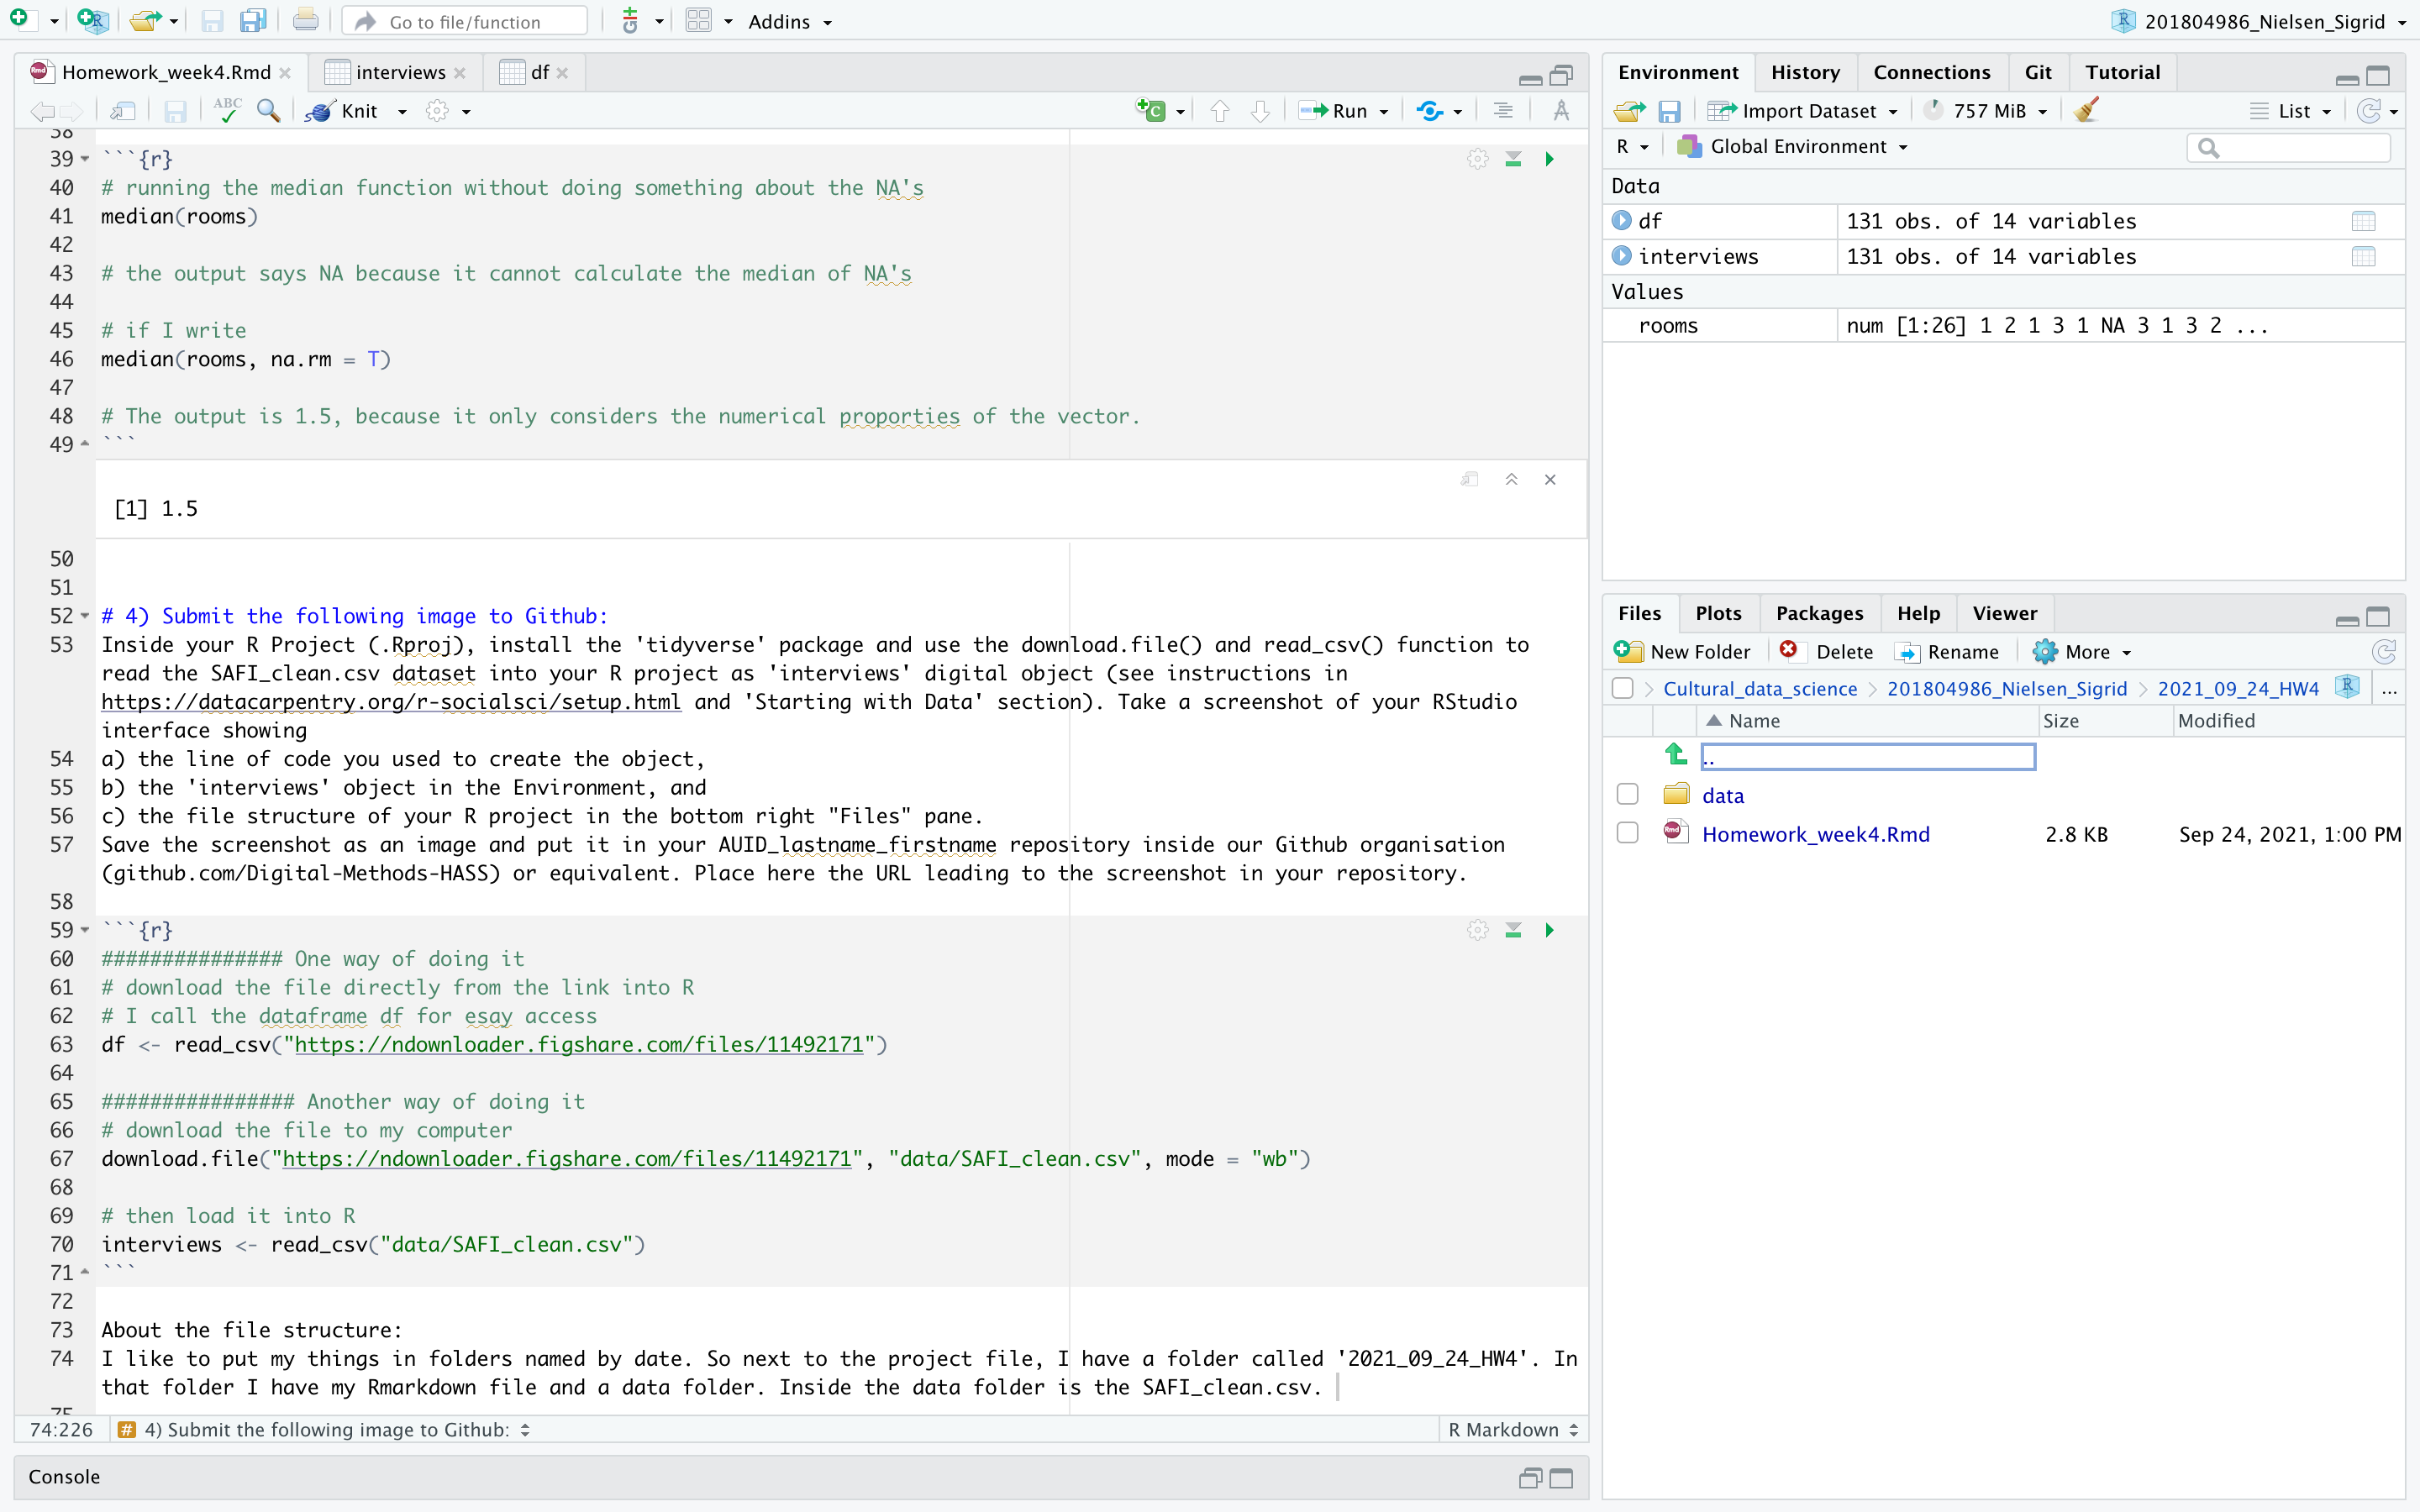 Go to file/function
Addins
201804986_Nielsen_Sigrid
Homework_week4.Rmd
interviews
df
Knit
Run
38
39 ```{r}
40 # running the median function without doing something about the NA's
41 median(rooms)
42
43 # the output says NA because it cannot calculate the median of NA's
44
45 # if I write
46 median(rooms, na.rm = T)
47
48 # The output is 1.5, because it only considers the numerical proporties of the vector.
49 ```
[1] 1.5
50
51
52 # 4) Submit the following image to Github:
53 Inside your R Project (.Rproj), install the 'tidyverse' package and use the download.file() and read_csv() function to
read the SAFI_clean.csv dataset into your R project as 'interviews' digital object (see instructions in
https://datacarpentry.org/r-socialsci/setup.html and 'Starting with Data' section). Take a screenshot of your RStudio
interface showing
54 a) the line of code you used to create the object,
55 b) the 'interviews' object in the Environment, and
56 c) the file structure of your R project in the bottom right "Files" pane.
57 Save the screenshot as an image and put it in your AUID_lastname_firstname repository inside our Github organisation
(github.com/Digital-Methods-HASS) or equivalent. Place here the URL leading to the screenshot in your repository.
58
59 ```{r}
60 ############### One way of doing it
61 # download the file directly from the link into R
62 # I call the dataframe df for esay access
63 df <- read_csv("https://ndownloader.figshare.com/files/11492171")
64
65 ################ Another way of doing it
66 # download the file to my computer
67 download.file("https://ndownloader.figshare.com/files/11492171", "data/SAFI_clean.csv", mode = "wb")
68
69 # then load it into R
70 interviews <- read_csv("data/SAFI_clean.csv")
71 ```
72
73 About the file structure:
74 I like to put my things in folders named by date. So next to the project file, I have a folder called '2021_09_24_HW4'. In
that folder I have my Rmarkdown file and a data folder. Inside the data folder is the SAFI_clean.csv.
75
74:226 # 4) Submit the following image to Github: R Markdown
Console
Environment History Connections Git Tutorial
Import Dataset 757 MiB List
R Global Environment
Data
df 131 obs. of 14 variables
interviews 131 obs. of 14 variables
Values
rooms num [1:26] 1 2 1 3 1 NA 3 1 3 2 ...
Files Plots Packages Help Viewer
New Folder Delete Rename More
Cultural_data_science 201804986_Nielsen_Sigrid 2021_09_24_HW4 ...
Name Size Modified
..
data
Homework_week4.Rmd 2.8 KB Sep 24, 2021, 1:00 PM